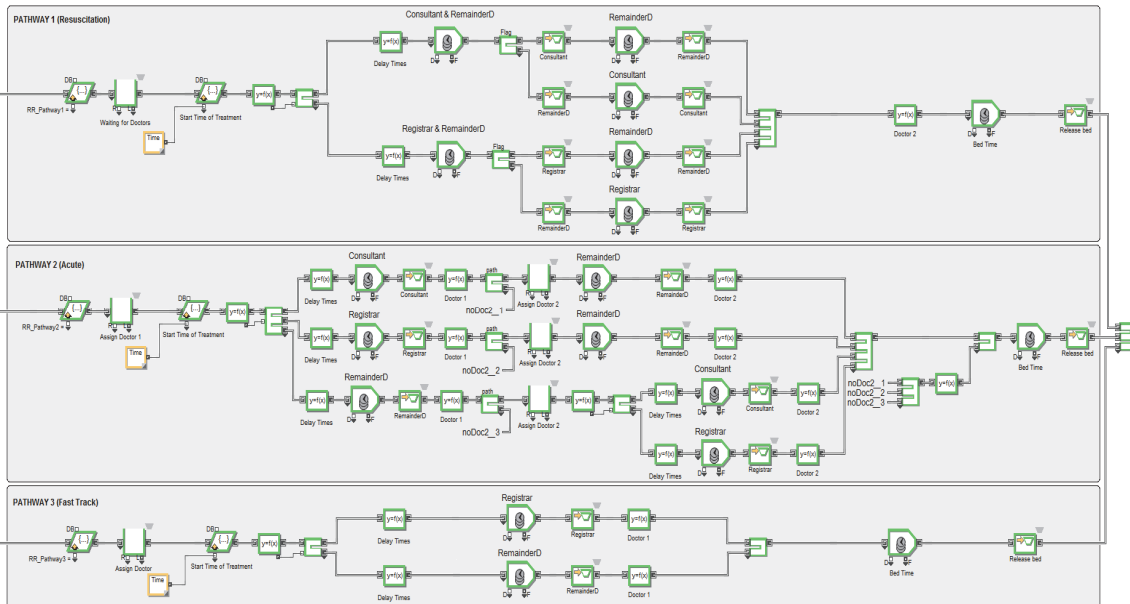 PATHWAY 1 (Resuscitation)
Consultant & RemainderD
RemainderD
y=f(x)
D F
Flag
D F
Delay Times
Consultant
RemainderD
Consultant
DB
DB
{...}
{...}
y=f(x)
RR_Pathway1 =
R L
Waiting for Doctors
Start Time of Treatment
D F
RemainderD
Consultant
Time
Registrar & RemainderD
RemainderD
y=f(x)
Doctor 2
D F
Bed Time
Release bed
y=f(x)
D F
Flag
D F
Delay Times
Registrar
RemainderD
Registrar
D F
RemainderD
Registrar
PATHWAY 2 (Acute)
Consultant
RemainderD
y=f(x)
D F
y=f(x)
path
R L
D F
y=f(x)
Delay Times
Consultant
Doctor 1
Assign Doctor 2
RemainderD
Doctor 2
noDoc2__1
DB
DB
{...}
{...}
y=f(x)
RR_Pathway2 =
R L
Assign Doctor 1
Start Time of Treatment
Time
Registrar
RemainderD
y=f(x)
D F
y=f(x)
path
R L
D F
y=f(x)
Delay Times
Registrar
Doctor 1
Assign Doctor 2
RemainderD
Doctor 2
noDoc2__2
D F
Bed Time
Release bed
RemainderD
Consultant
y=f(x)
D F
y=f(x)
path
R L
y=f(x)
y=f(x)
D F
y=f(x)
Delay Times
RemainderD
Doctor 1
Assign Doctor 2
Delay Times
Consultant
Doctor 2
noDoc2__3
noDoc2__1
noDoc2__2
noDoc2__3
y=f(x)
Registrar
y=f(x)
D F
y=f(x)
Delay Times
Registrar
Doctor 2
PATHWAY 3 (Fast Track)
Registrar
y=f(x)
D F
y=f(x)
Delay Times
Registrar
Doctor 1
DB
DB
{...}
{...}
y=f(x)
RR_Pathway3 =
R L
Assign Doctor
Start Time of Treatment
Time
D F
Bed Time
Release bed
RemainderD
y=f(x)
D F
y=f(x)
Delay Times
RemainderD
Doctor 1